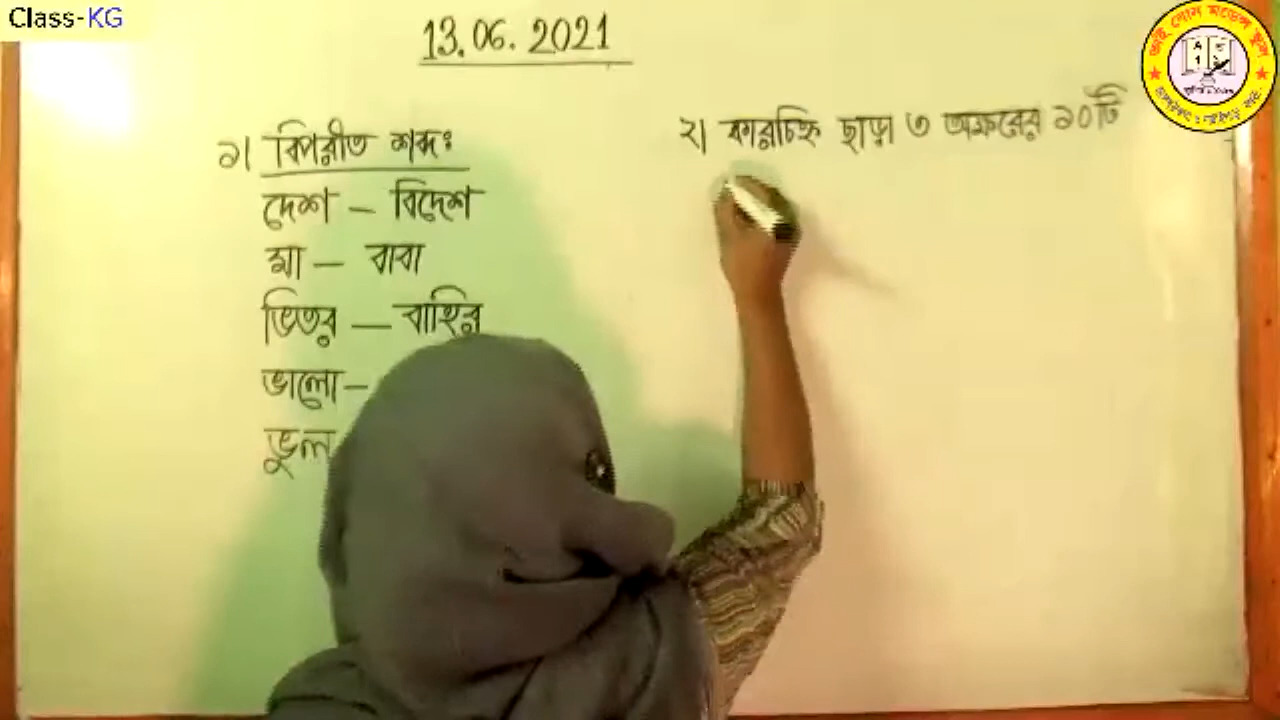 Class-KG
13.06.2021
১। বিপরীত শব্দঃ
দেশ – বিদেশ
মা – বাবা
ভিতর – বাহির
ভালো–
ভুল
২। কারচিহ্ন ছাড়া ৩ অক্ষরের ১০টি